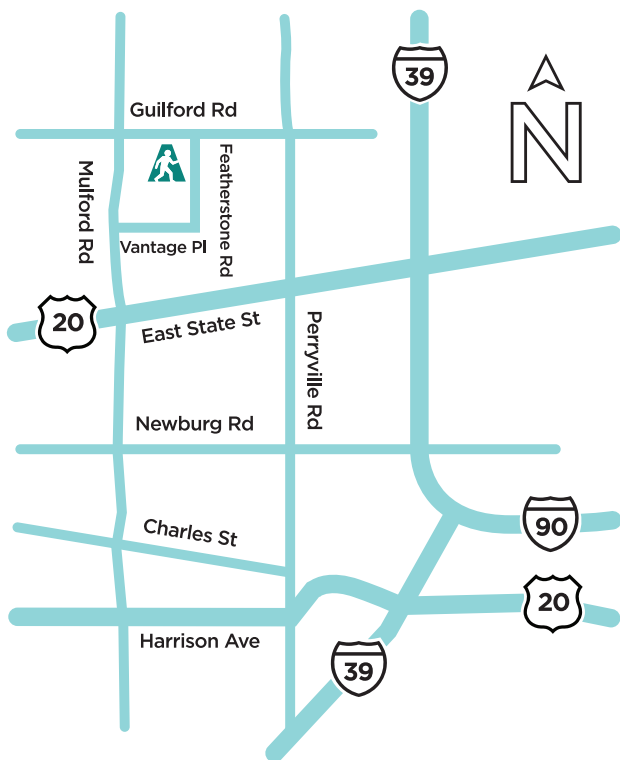 39
Guilford Rd
N
Mulford Rd
Featherstone Rd
Vantage Pl
20
East State St
Perryville Rd
Newburg Rd
Charles St
90
20
Harrison Ave
39